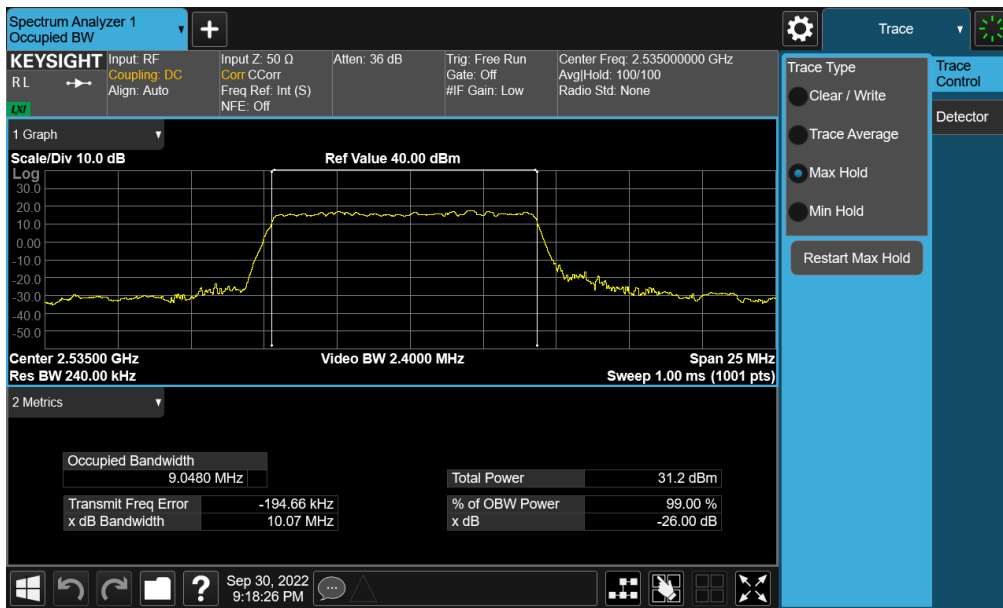 Spectrum Analyzer 1
Occupied BW
Trace
KEYSIGHT
R L
LXI
Input: RF
Coupling: DC
Align: Auto
Input Z: 50 Ω
Corr CCorr
Freq Ref: Int (S)
NFE: Off
Atten: 36 dB
Trig: Free Run
Gate: Off
#IF Gain: Low
Center Freq: 2.535000000 GHz
Avg|Hold: 100/100
Radio Std: None
Trace Type
Clear / Write
Trace Average
Max Hold
Min Hold
Restart Max Hold
Trace
Control
Detector
1 Graph
Scale/Div 10.0 dB
Ref Value 40.00 dBm
Log
30.0
20.0
10.0
0.00
-10.0
-20.0
-30.0
-40.0
-50.0
Center 2.53500 GHz
Video BW 2.4000 MHz
Span 25 MHz
Res BW 240.00 kHz
Sweep 1.00 ms (1001 pts)
2 Metrics
Occupied Bandwidth
9.0480 MHz
Total Power 31.2 dBm
Transmit Freq Error -194.66 kHz
% of OBW Power 99.00 %
x dB Bandwidth 10.07 MHz
x dB -26.00 dB
?
Sep 30, 2022
9:18:26 PM